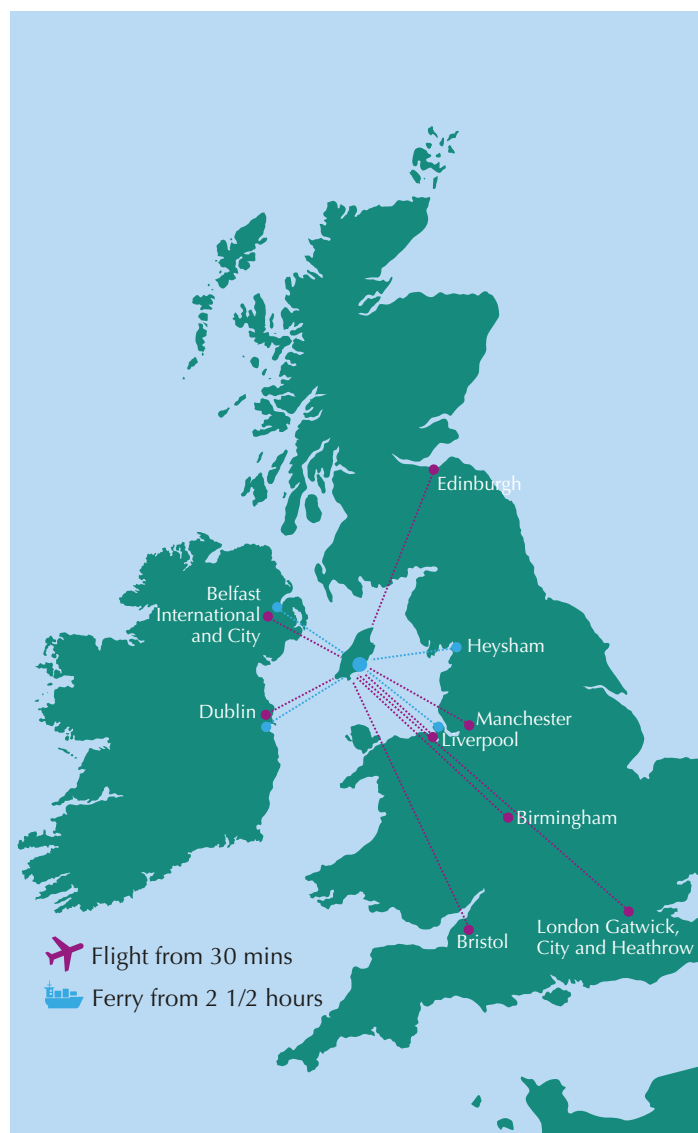 Edinburgh
Belfast
International
and City
Heysham
Dublin
Manchester
Liverpool
Birmingham
London Gatwick,
City and Heathrow
Bristol
Flight from 30 mins
Ferry from 2 1/2 hours